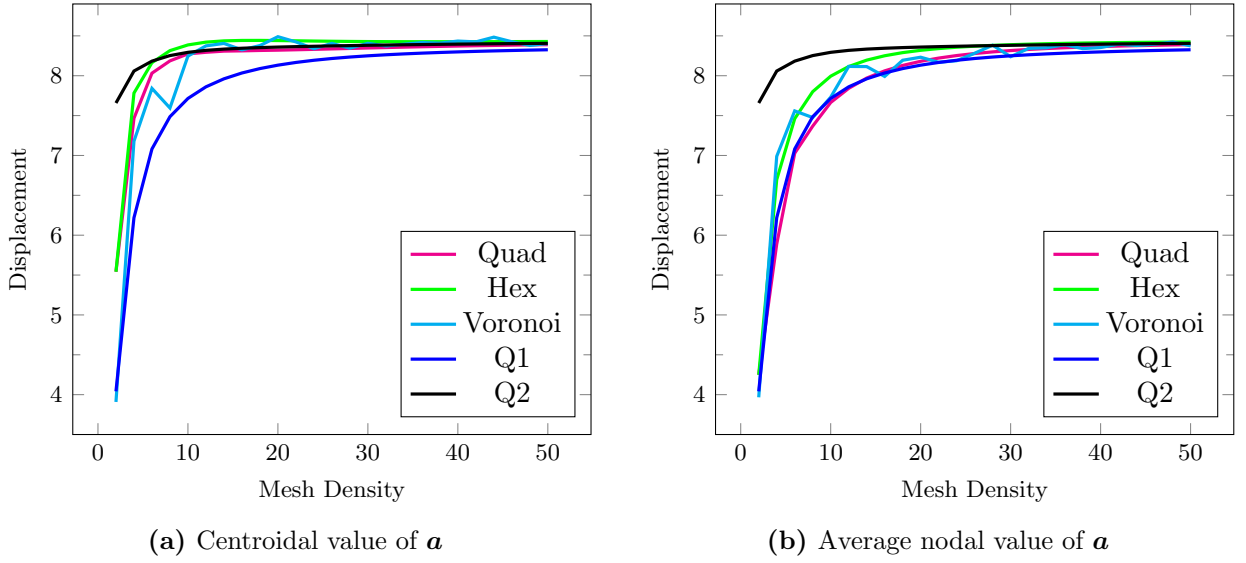 8
7
6
5
4
Displacement
0 10 20 30 40 50
Mesh Density
Quad
Hex
Voronoi
Q1
Q2
(a) Centroidal value of a
8
7
6
5
4
Displacement
0 10 20 30 40 50
Mesh Density
Quad
Hex
Voronoi
Q1
Q2
(b) Average nodal value of a